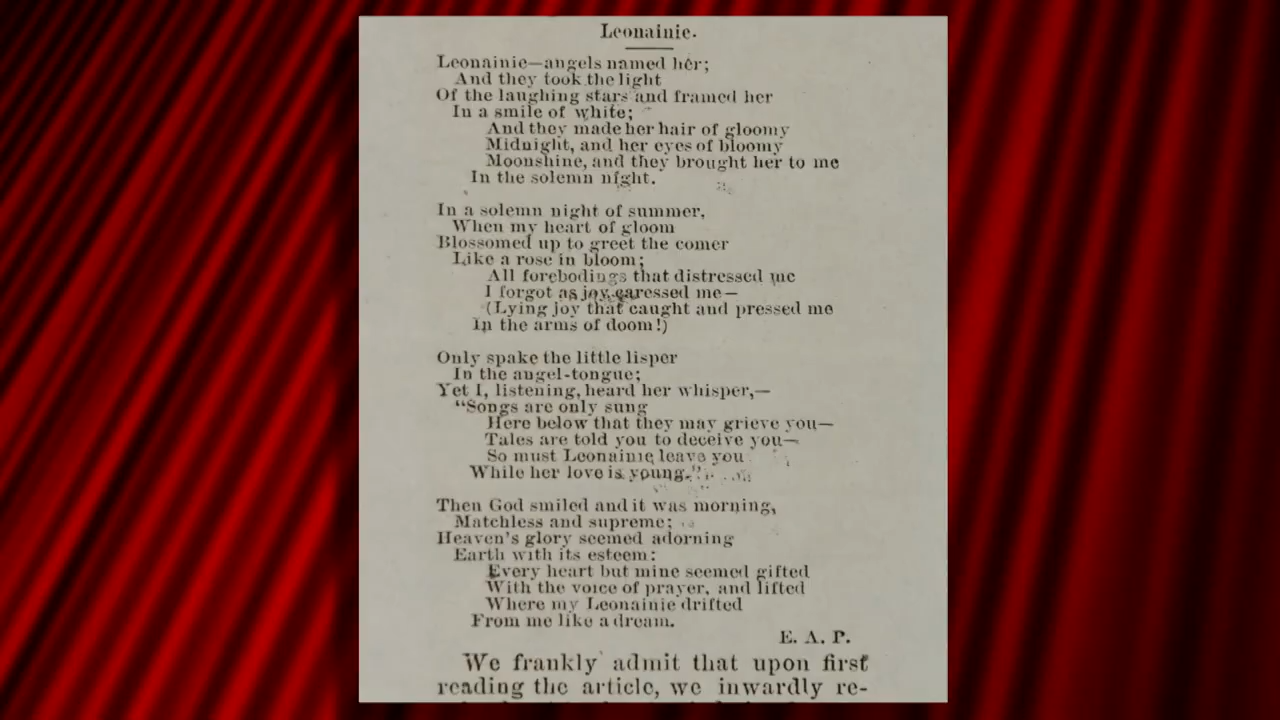 Leonainie.
Leonainie—angels named her;
And they took the light
Of the laughing stars and framed her
In a smile of white;
And they made her hair of gloomy
Midnight, and her eyes of bloomy
Moonshine, and they brought her to me
In the solemn night.
In a solemn night of summer,
When my heart of gloom
Blossomed up to greet the comer
Like a rose in bloom;
All forebodings that distressed me
I forgot as joy caressed me—
(Lying joy that caught and pressed me
In the arms of doom!)
Only spake the little lisper
In the angel-tongue;
Yet I, listening, heard her whisper,—
“Songs are only sung
Here below that they may grieve you—
Tales are told you to deceive you—
So must Leonainie leave you
While her love is young.”
Then God smiled and it was morning,
Matchless and supreme;
Heaven's glory seemed adorning
Earth with its esteem:
Every heart but mine seemed gifted
With the voice of prayer, and lifted
Where my Leonainie drifted
From me like a dream.
E. A. P.
We frankly admit that upon first
reading the article, we inwardly re-